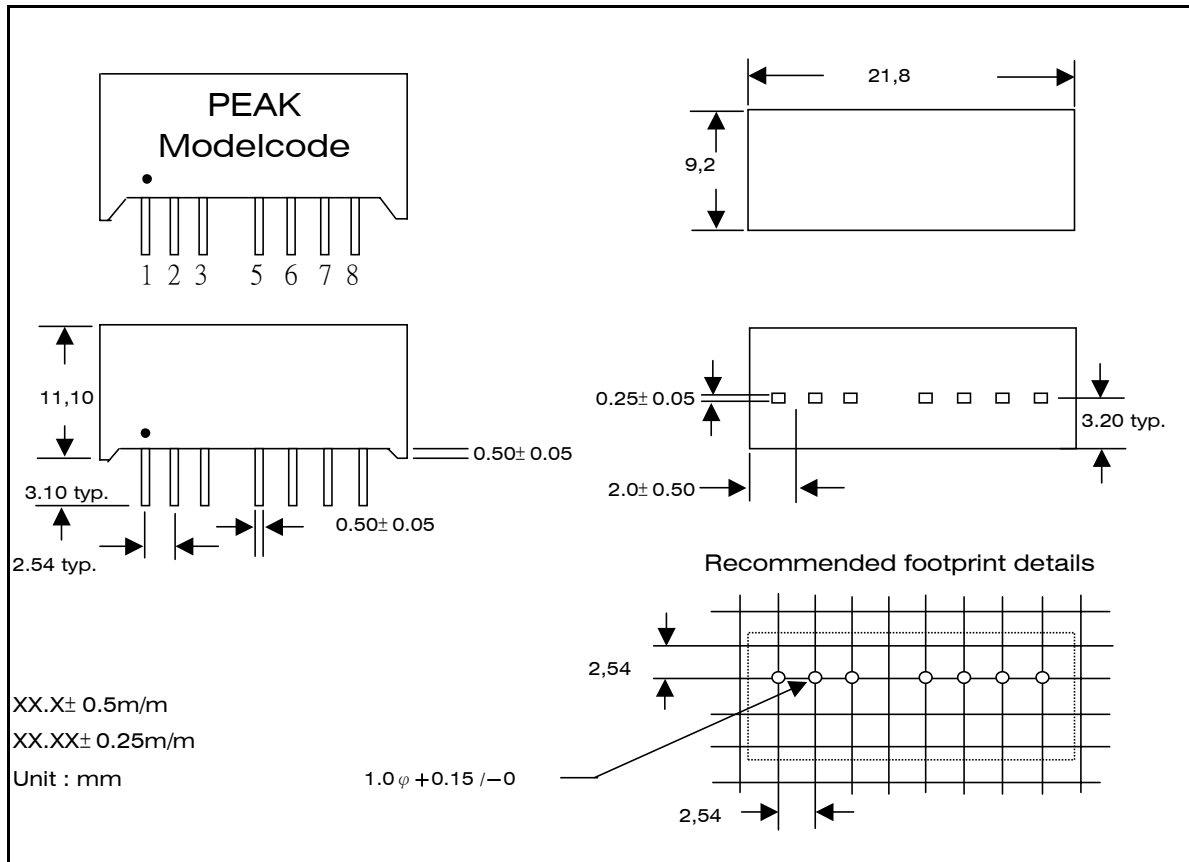 PEAK
Modelcode
1 2 3 5 6 7 8
21,8
9,2
11,10
3.10 typ.
2.54 typ.
0.50± 0.05
0.50± 0.05
0.25± 0.05
3.20 typ.
2.0± 0.50
Recommended footprint details
2,54
2,54
1.0 φ +0.15 /−0
XX.X± 0.5m/m
XX.XX± 0.25m/m
Unit : mm